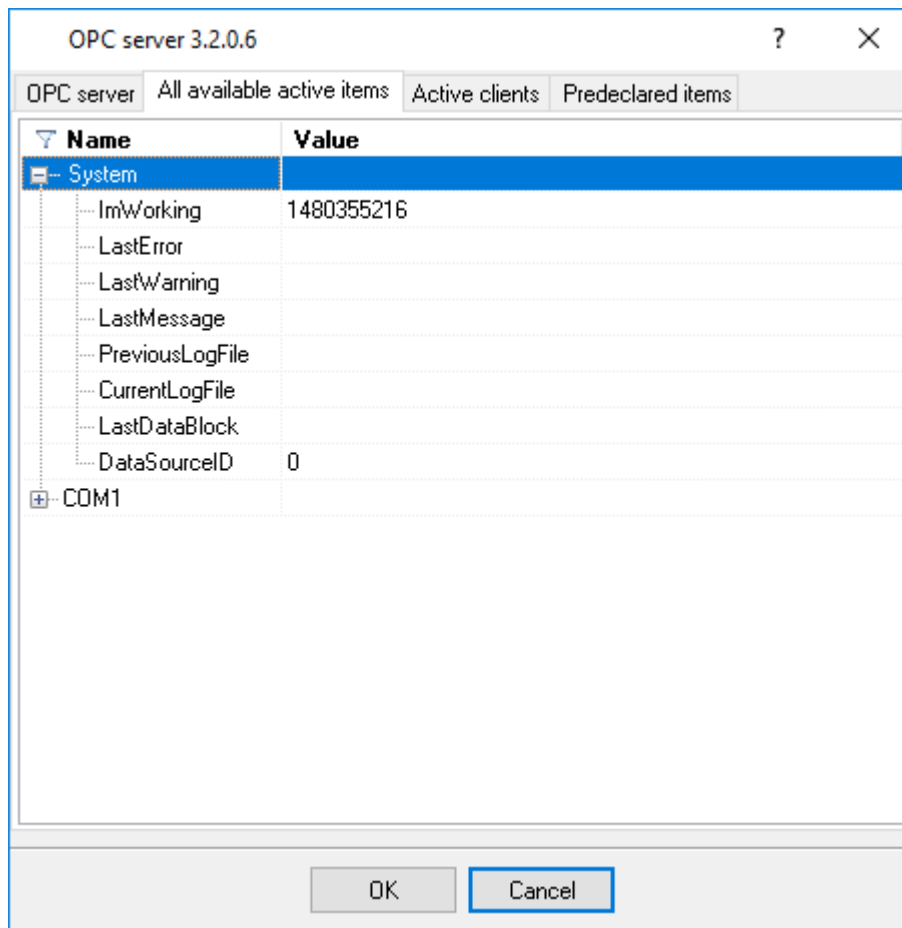 OPC server 3.2.0.6 ?
OPC server All available active items Active clients Predeclared items
Name Value
System
ImWorking 1480355216
LastError
LastWarning
LastMessage
PreviousLogFile
CurrentLogFile
LastDataBlock
DataSourceID 0
COM1
OK Cancel